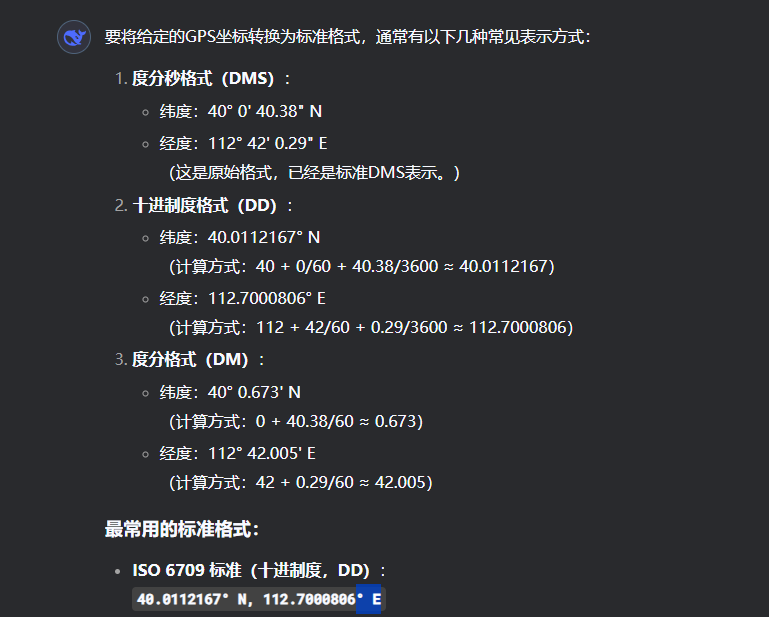 要将给定的GPS坐标转换为标准格式，通常有以下几种常见表示方式：
1. 度分秒格式（DMS）：
纬度：40° 0' 40.38" N
经度：112° 42' 0.29" E
（这是原始格式，已经是标准DMS表示。）
2. 十进制度格式（DD）：
纬度：40.0112167° N
（计算方式：40 + 0/60 + 40.38/3600 ≈ 40.0112167）
经度：112.7000806° E
（计算方式：112 + 42/60 + 0.29/3600 ≈ 112.7000806）
3. 度分格式（DM）：
纬度：40° 0.673' N
（计算方式：0 + 40.38/60 ≈ 0.673）
经度：112° 42.005' E
（计算方式：42 + 0.29/60 ≈ 42.005）
最常用的标准格式：
ISO 6709 标准（十进制度，DD）：
40.0112167° N, 112.7000806° E